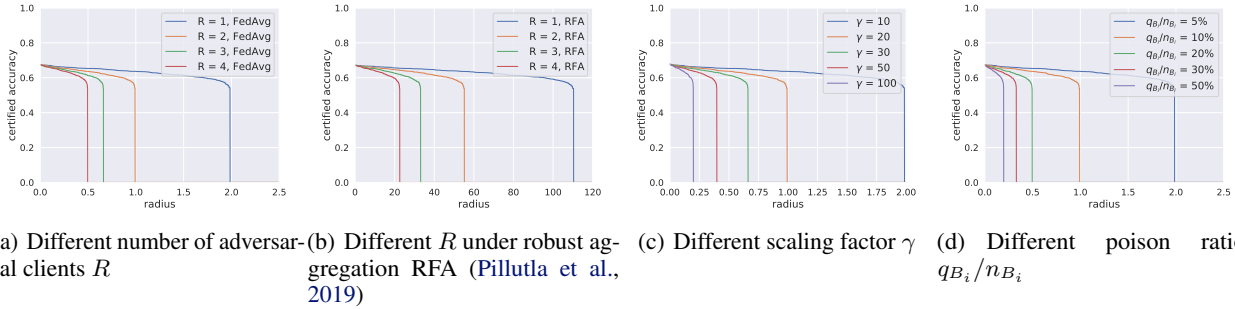 1.0
0.8
0.6
0.4
0.2
0.0
certified accuracy
R = 1, FedAvg
R = 2, FedAvg
R = 3, FedAvg
R = 4, FedAvg
0.0 0.5 1.0 1.5 2.0 2.5
radius
1.0
0.8
0.6
0.4
0.2
0.0
certified accuracy
R = 1, RFA
R = 2, RFA
R = 3, RFA
R = 4, RFA
0 20 40 60 80 100 120
radius
1.0
0.8
0.6
0.4
0.2
0.0
certified accuracy
γ = 10
γ = 20
γ = 30
γ = 50
γ = 100
0.00 0.25 0.50 0.75 1.00 1.25 1.50 1.75 2.00
radius
1.0
0.8
0.6
0.4
0.2
0.0
certified accuracy
q_{B_i}/n_{B_i} = 5%
q_{B_i}/n_{B_i} = 10%
q_{B_i}/n_{B_i} = 20%
q_{B_i}/n_{B_i} = 30%
q_{B_i}/n_{B_i} = 50%
0.0 0.5 1.0 1.5 2.0 2.5
radius
a) Different number of adversar-
al clients R
(b) Different R under robust ag-
gregation RFA (Pillutla et al.,
2019)
(c) Different scaling factor γ
(d) Different poison rati
q_{B_i}/n_{B_i}